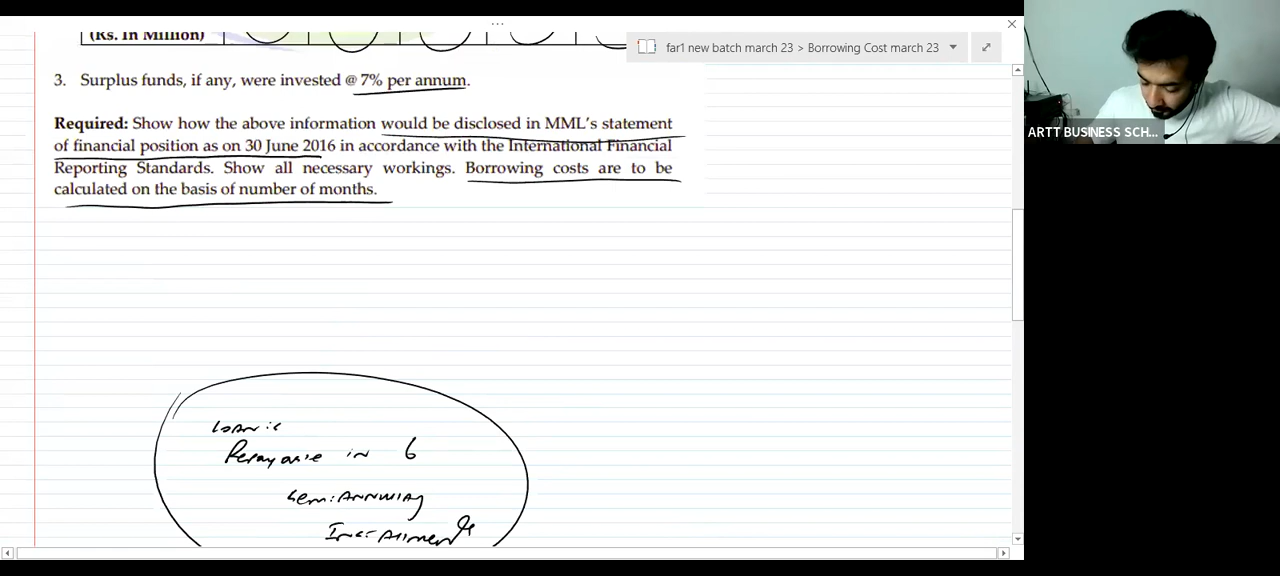 (Rs. In Million)
far1 new batch march 23 > Borrowing Cost march 23
3. Surplus funds, if any, were invested @ 7% per annum.
Required: Show how the above information would be disclosed in MML's statement
of financial position as on 30 June 2016 in accordance with the International Financial
Reporting Standards. Show all necessary workings. Borrowing costs are to be
calculated on the basis of number of months.
ARTT BUSINESS SCH...
Loan is
Repayable in 6
Semi-Annual
Installments